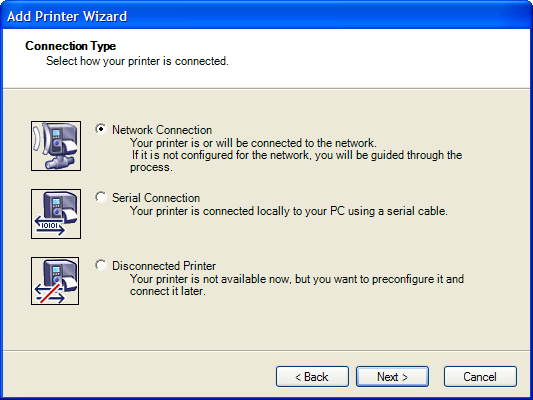 Add Printer Wizard
Connection Type
Select how your printer is connected.
Network Connection
Your printer is or will be connected to the network.
If it is not configured for the network, you will be guided through the
process.
Serial Connection
Your printer is connected locally to your PC using a serial cable.
10101
Disconnected Printer
Your printer is not available now, but you want to preconfigure it and
connect it later.
< Back
Next >
Cancel